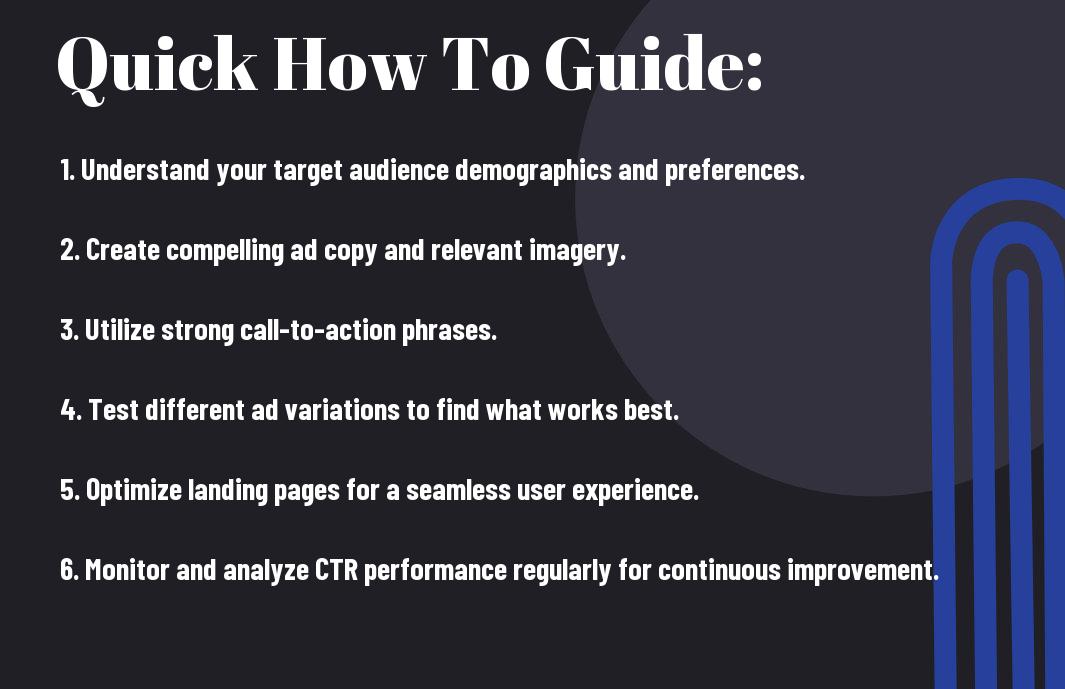 Quick How To Guide:
1. Understand your target audience demographics and preferences.
2. Create compelling ad copy and relevant imagery.
3. Utilize strong call-to-action phrases.
4. Test different ad variations to find what works best.
5. Optimize landing pages for a seamless user experience.
6. Monitor and analyze CTR performance regularly for continuous improvement.